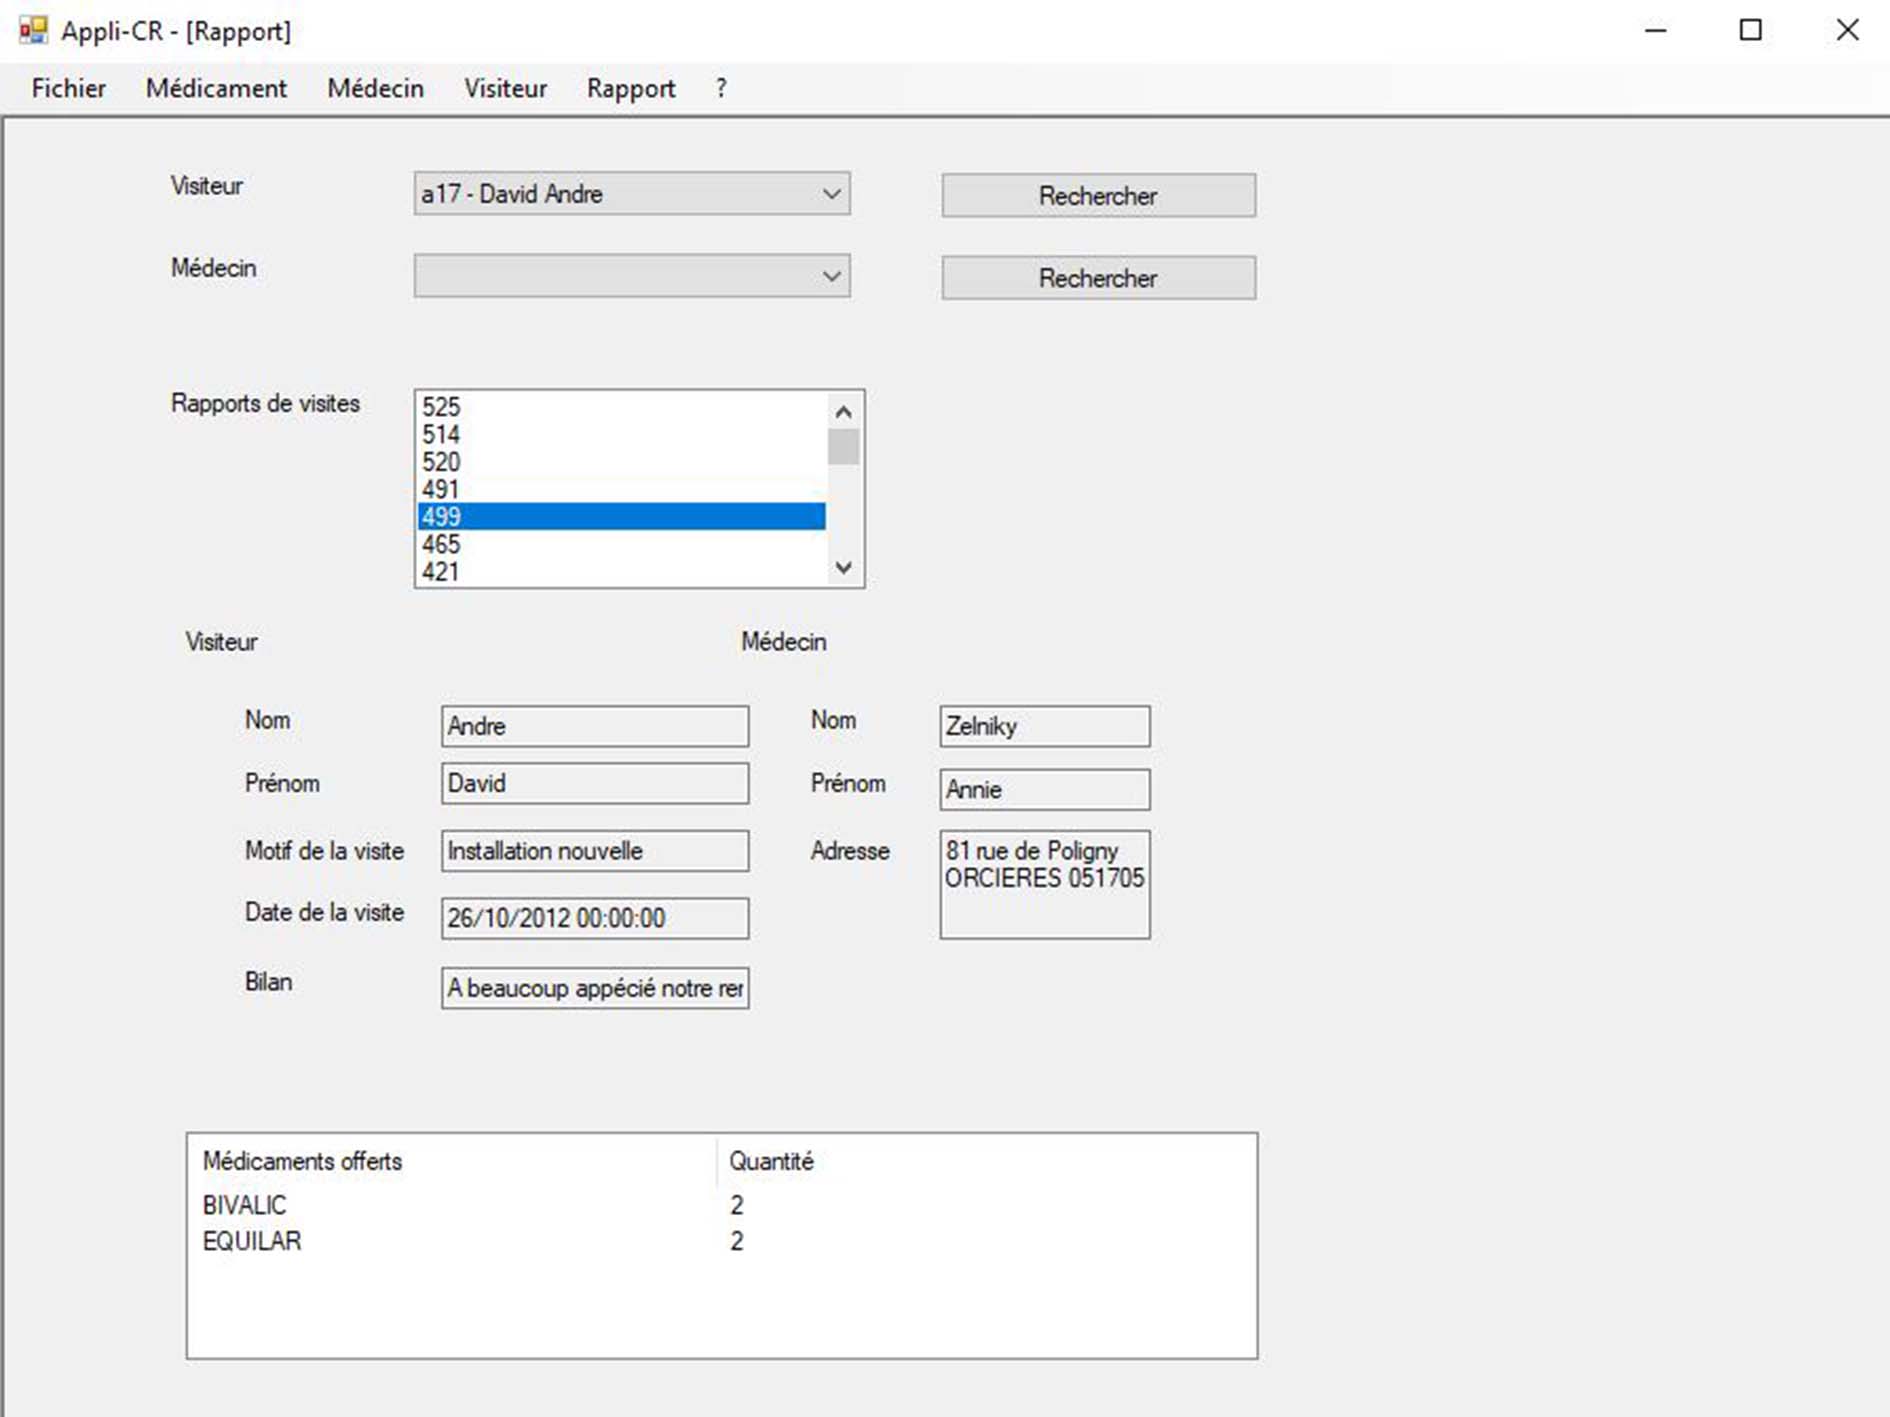 Appli-CR - [Rapport]
Fichier Médicament Médecin Visiteur Rapport ?
Visiteur a17 - David Andre Rechercher
Médecin Rechercher
Rapports de visites
525
514
520
491
499
465
421
Visiteur Médecin
Nom Andre Nom Zelniky
Prénom David Prénom Annie
Motif de la visite Installation nouvelle Adresse 81 rue de Poligny
ORCIERES 051705
Date de la visite 26/10/2012 00:00:00
Bilan A beaucoup appécié notre
Médicaments offerts Quantité
BIVALIC 2
EQUILAR 2